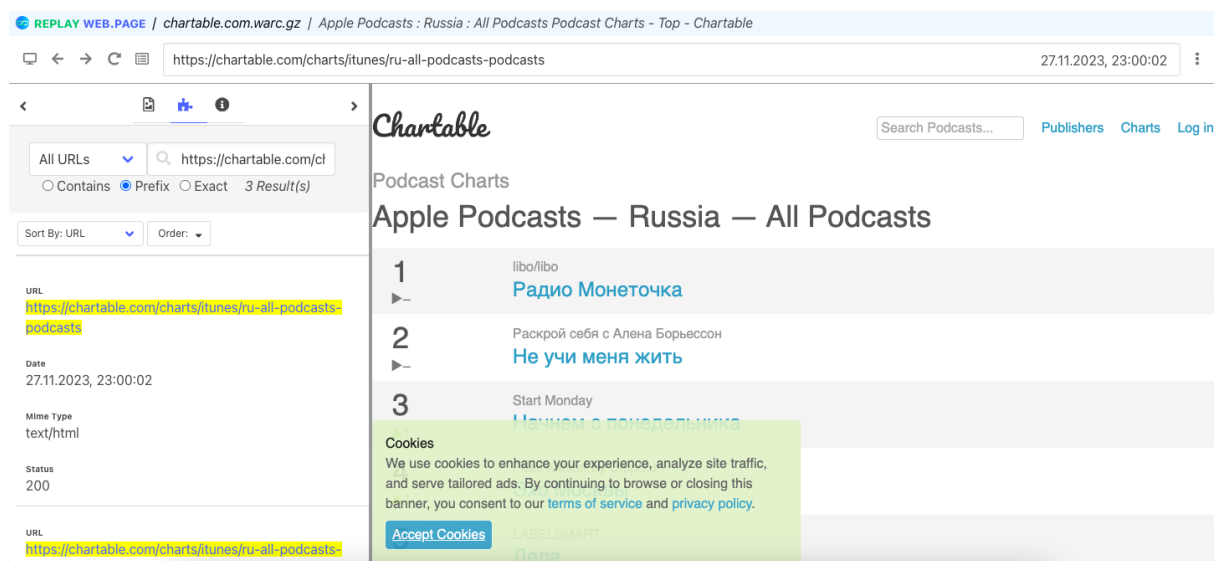 REPLAY WEB.PAGE / chartable.com.warc.gz / Apple Podcasts : Russia : All Podcasts Podcast Charts - Top - Chartable
https://chartable.com/charts/itunes/ru-all-podcasts-podcasts 27.11.2023, 23:00:02
All URLs https://chartable.com/ch
Contains Prefix Exact 3 Result(s)
Sort By: URL Order:
URL
https://chartable.com/charts/itunes/ru-all-podcasts-
podcasts
Date
27.11.2023, 23:00:02
Mime Type
text/html
Status
200
URL
https://chartable.com/charts/itunes/ru-all-podcasts-
Chartable
Search Podcasts... Publishers Charts Log in
Podcast Charts
Apple Podcasts — Russia — All Podcasts
1 libo/libo
Радио Монеточка
2 Раскрой себя с Алена Борьессон
Не учи меня жить
3 Start Monday
Начнем с понедельника
Cookies
We use cookies to enhance your experience, analyze site traffic,
and serve tailored ads. By continuing to browse or closing this
banner, you consent to our terms of service and privacy policy.
Accept Cookies
4
Эхо Москвы
5 LABELSMART